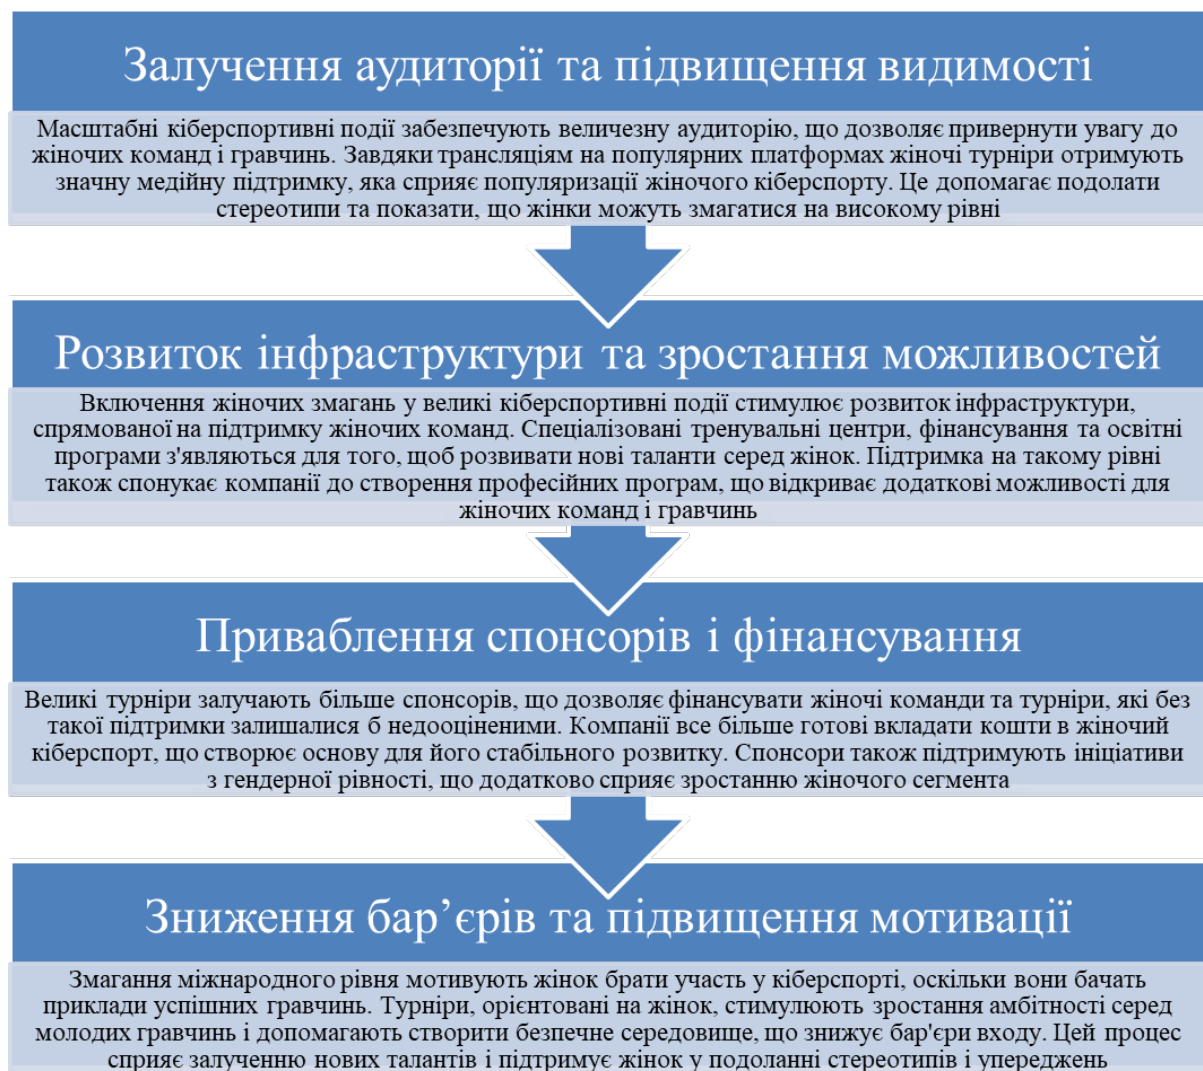 Залучення аудиторії та підвищення видимості
Масштабні кіберспортивні події забезпечують величезну аудиторію, що дозволяє привернути увагу до
жіночих команд і гравчинь. Завдяки трансляціям на популярних платформах жіночі турніри отримують
значну медійну підтримку, яка сприяє популяризації жіночого кіберспорту. Це допомагає подолати
стереотипи та показати, що жінки можуть змагатися на високому рівні
Розвиток інфраструктури та зростання можливостей
Включення жіночих змагань у великі кіберспортивні події стимулює розвиток інфраструктури,
спрямованої на підтримку жіночих команд. Спеціалізовані тренувальні центри, фінансування та освітні
програми з'являються для того, щоб розвивати нові таланти серед жінок. Підтримка на такому рівні
також спонукає компанії до створення професійних програм, що відкриває додаткові можливості для
жіночих команд і гравчинь
Приваблення спонсорів і фінансування
Великі турніри залучають більше спонсорів, що дозволяє фінансувати жіночі команди та турніри, які без
такої підтримки залишалися б недооціненими. Компанії все більше готові вкладати кошти в жіночий
кіберспорт, що створює основу для його стабільного розвитку. Спонсори також підтримують ініціативи
з гендерної рівності, що додатково сприяє зростанню жіночого сегмента
Зниження бар’єрів та підвищення мотивації
Змагання міжнародного рівня мотивують жінок брати участь у кіберспорті, оскільки вони бачать
приклади успішних гравчинь. Турніри, орієнтовані на жінок, стимулюють зростання амбітності серед
молодих гравчинь і допомагають створити безпечне середовище, що знижує бар'єри входу. Цей процес
сприяє залученню нових талантів і підтримує жінок у подоланні стереотипів і упереджень